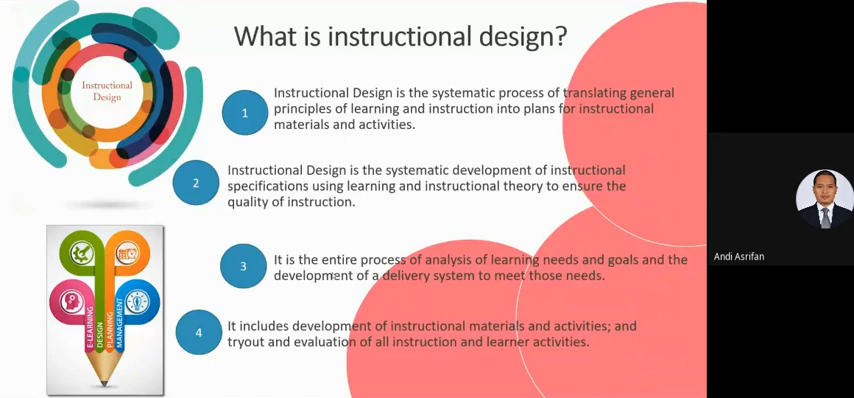 What is instructional design?
Instructional
Design
1
Instructional Design is the systematic process of translating general
principles of learning and instruction into plans for instructional
materials and activities.
2
Instructional Design is the systematic development of instructional
specifications using learning and instructional theory to ensure the
quality of instruction.
3
It is the entire process of analysis of learning needs and goals and the
development of a delivery system to meet those needs.
4
It includes development of instructional materials and activities; and
tryout and evaluation of all instruction and learner activities.
E-LEARNING
DESIGN
PLANNING
MANAGEMENT
Andi Asrifan